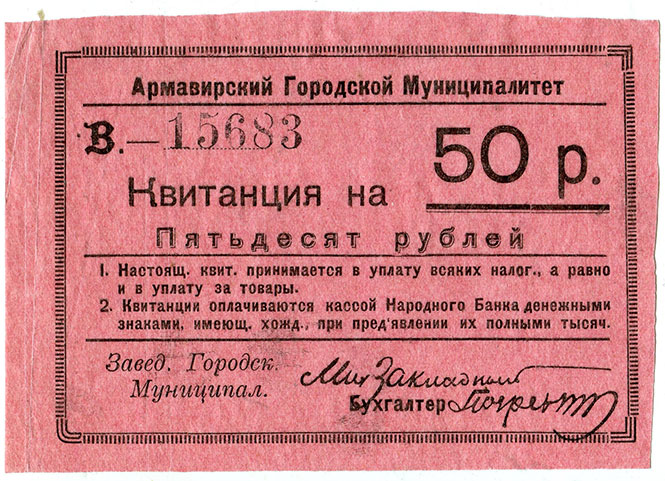 Армавирский Городской Муниципалитет
В.—15683
50 р.
Квитанция на
Пятьдесят рублей
1. Настоящ. квит. принимается в уплату всяких налог., а равно
и в уплату за товары.
2. Квитанции оплачиваются кассой Народного Банка денежными
знаками, имеющ. хожд., при пред'явлении их полными тысяч.
Завед. Городск.
Муниципал.
Бухгалтер